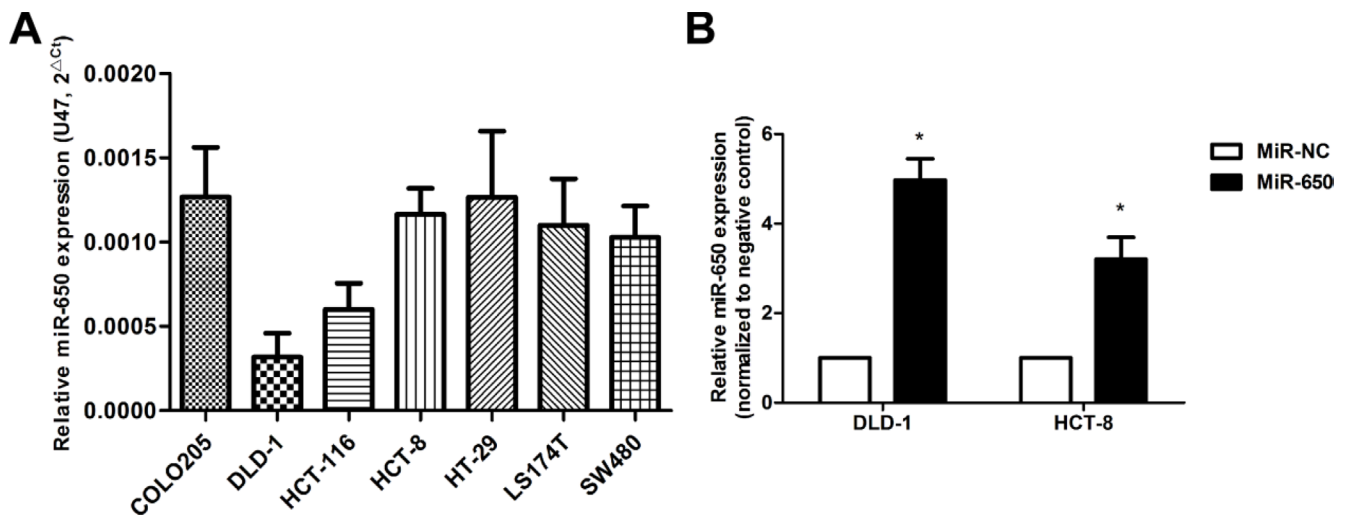 A
Relative miR-650 expression (U47, 2△Ct)
0.0020
0.0015
0.0010
0.0005
0.0000
COLO205
DLD-1
HCT-116
HCT-8
HT-29
LS174T
SW480
B
Relative miR-650 expression
(normalized to negative control)
6
4
2
0
*
*
DLD-1
HCT-8
MiR-NC
MiR-650